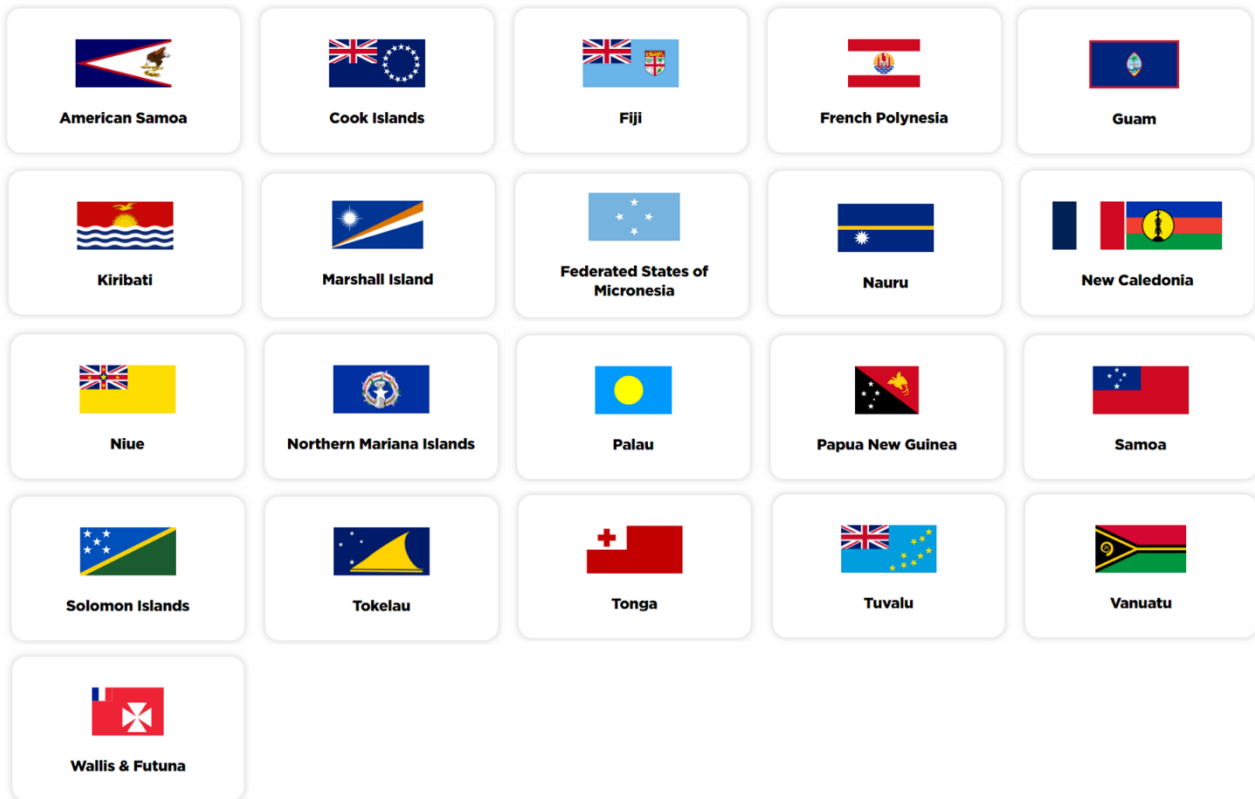 American Samoa
Cook Islands
Fiji
French Polynesia
Guam
Kiribati
Marshall Island
Federated States of
Micronesia
Nauru
New Caledonia
Niue
Northern Mariana Islands
Palau
Papua New Guinea
Samoa
Solomon Islands
Tokelau
Tonga
Tuvalu
Vanuatu
Wallis & Futuna